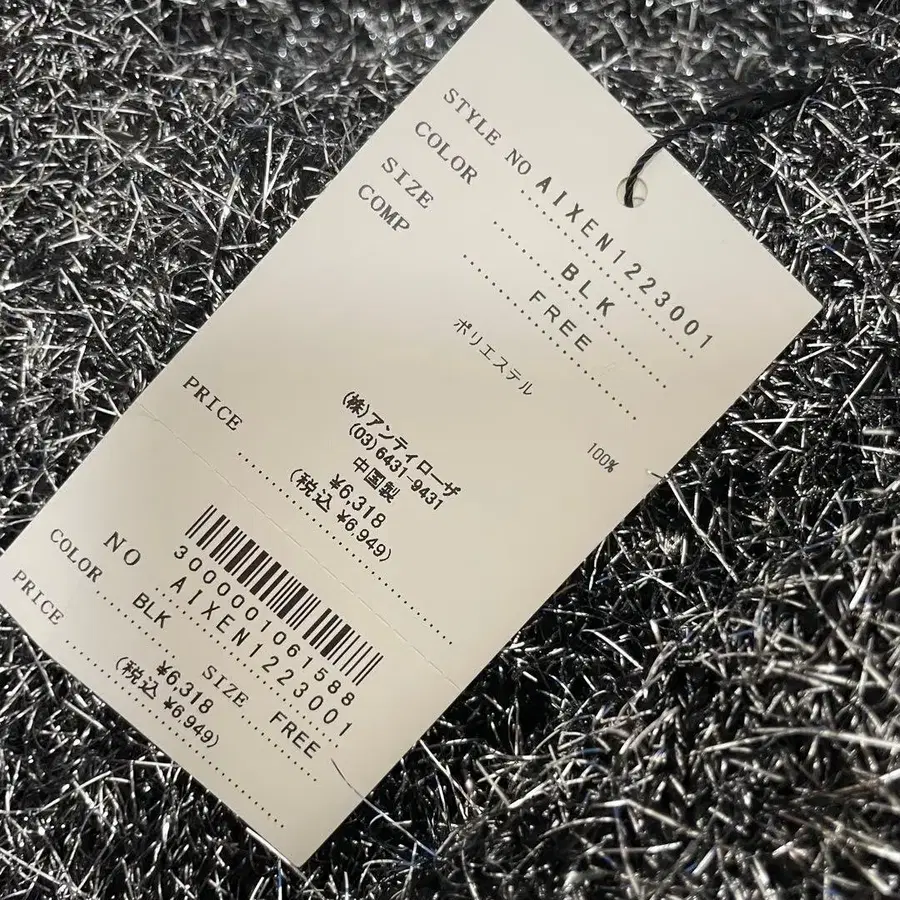 STYLE NO AIXEN1223001
COLOR BLK
SIZE FREE
COMP
ポリエステル 100%
(株)アンティローザ
(03)6431-9431
中国製
PRICE ¥6,318
(税込 ¥6,949)
3000001061588
NO AIXEN1223001
COLOR BLK SIZE FREE
PRICE ¥6,318
(税込 ¥6,949)